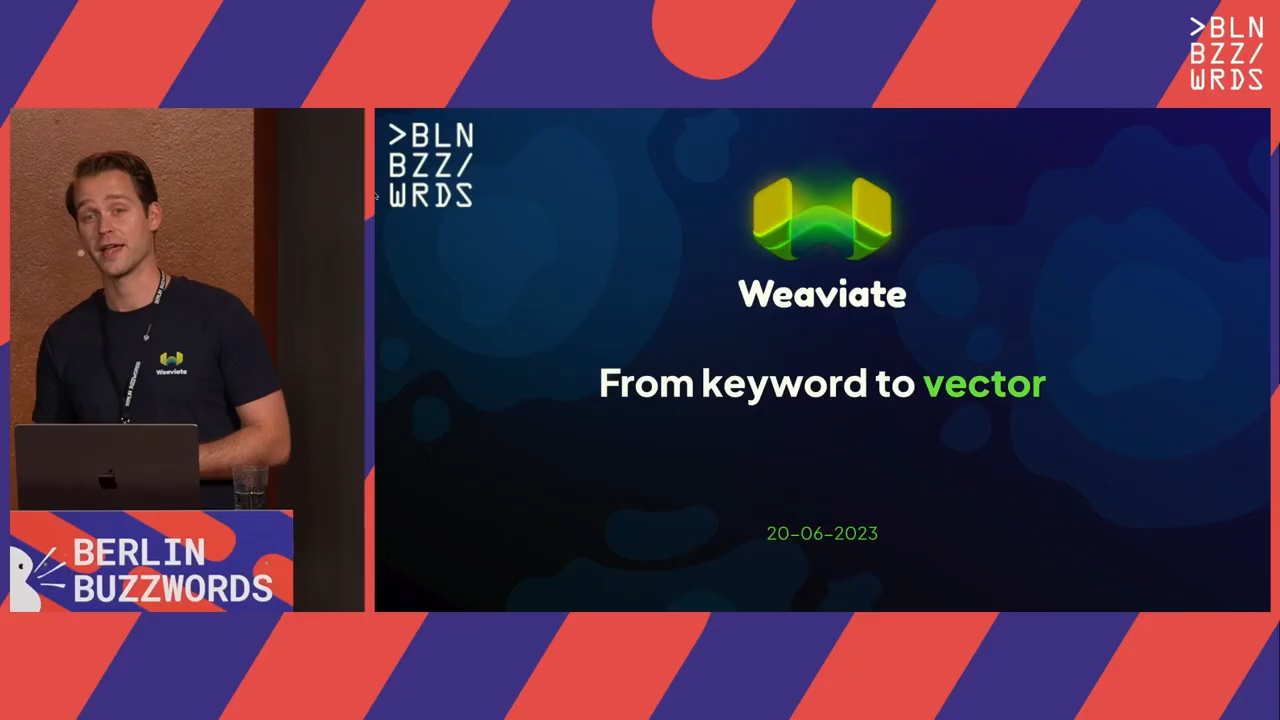 >BLN
BZZ/
WRDS
>BLN
BZZ/
WRDS
Weaviate
From keyword to vector
20-06-2023
Weaviate
BERLIN
BUZZWORDS